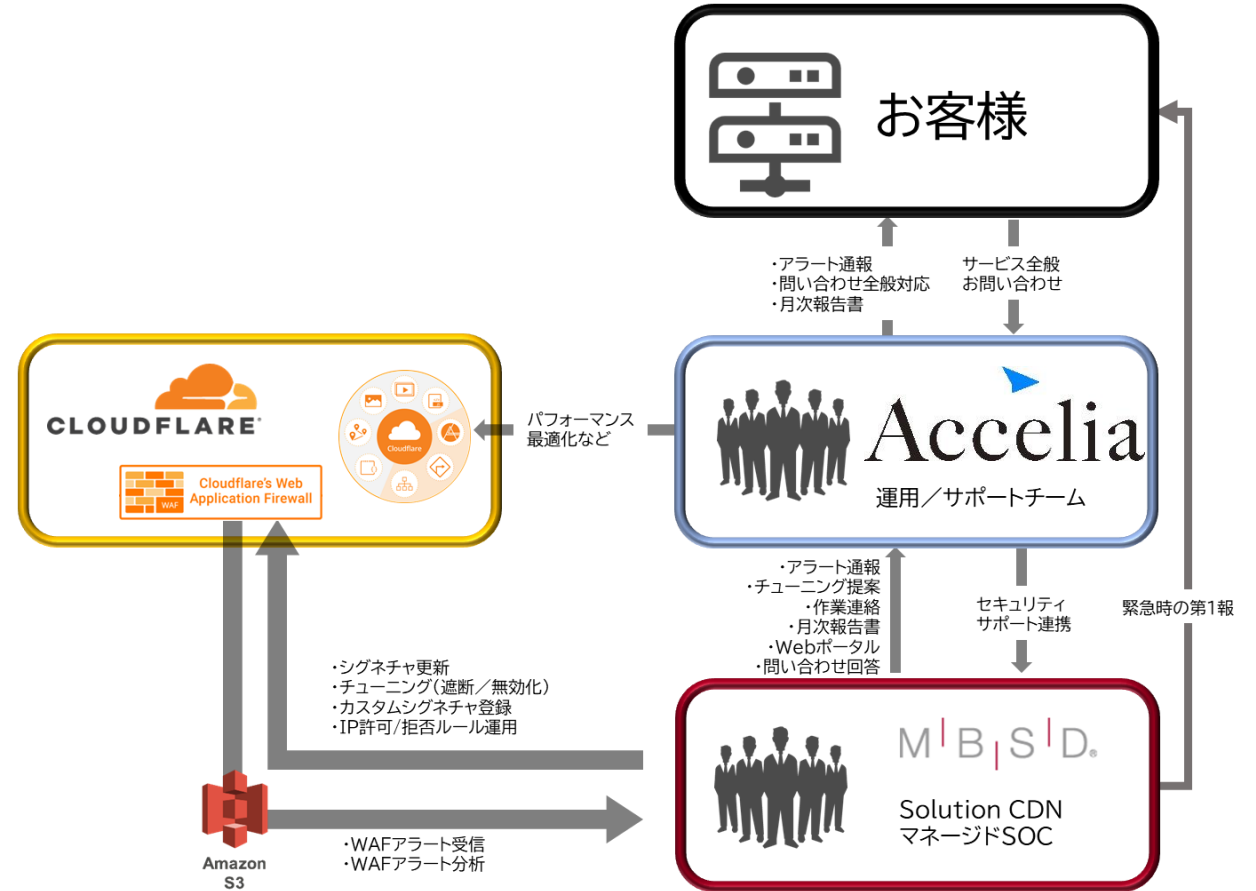 お客様
・アラート通報
・問い合わせ全般対応
・月次報告書
サービス全般
お問い合わせ
CLOUDFLARE
Cloudflare
WAF
Cloudflare's Web
Application Firewall
パフォーマンス
最適化など
Accelia
運用／サポートチーム
・アラート通報
・チューニング提案
・作業連絡
・月次報告書
・Webポータル
・問い合わせ回答
セキュリティ
サポート連携
緊急時の第1報
・シグネチャ更新
・チューニング（遮断／無効化）
・カスタムシグネチャ登録
・IP許可/拒否ルール運用
MBSD®
Solution CDN
マネージドSOC
・WAFアラート受信
・WAFアラート分析
Amazon
S3